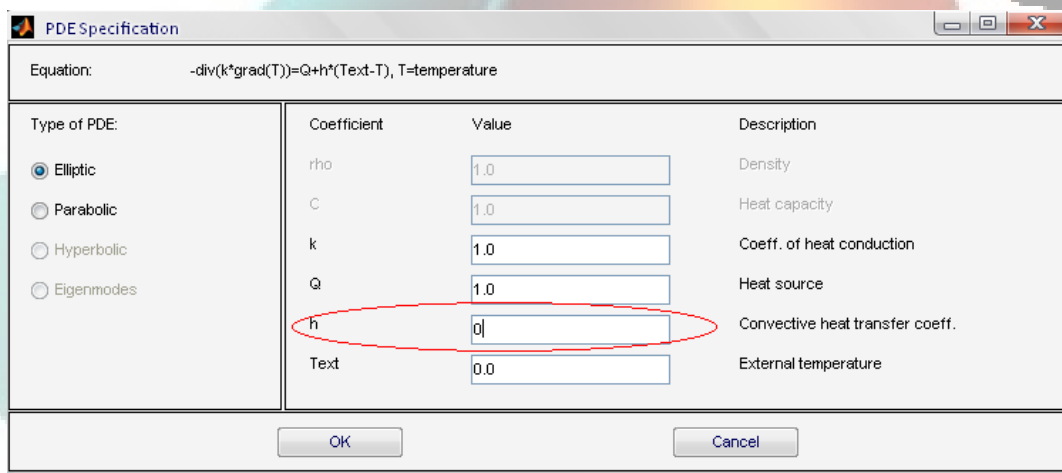 PDE Specification
Equation: -div(k*grad(T))=Q+h*(Text-T), T=temperature
Type of PDE:
Elliptic
Parabolic
Hyperbolic
Eigenmodes
Coefficient Value Description
rho 1.0 Density
C 1.0 Heat capacity
k 1.0 Coeff. of heat conduction
Q 1.0 Heat source
h 0 Convective heat transfer coeff.
Text 0.0 External temperature
OK Cancel